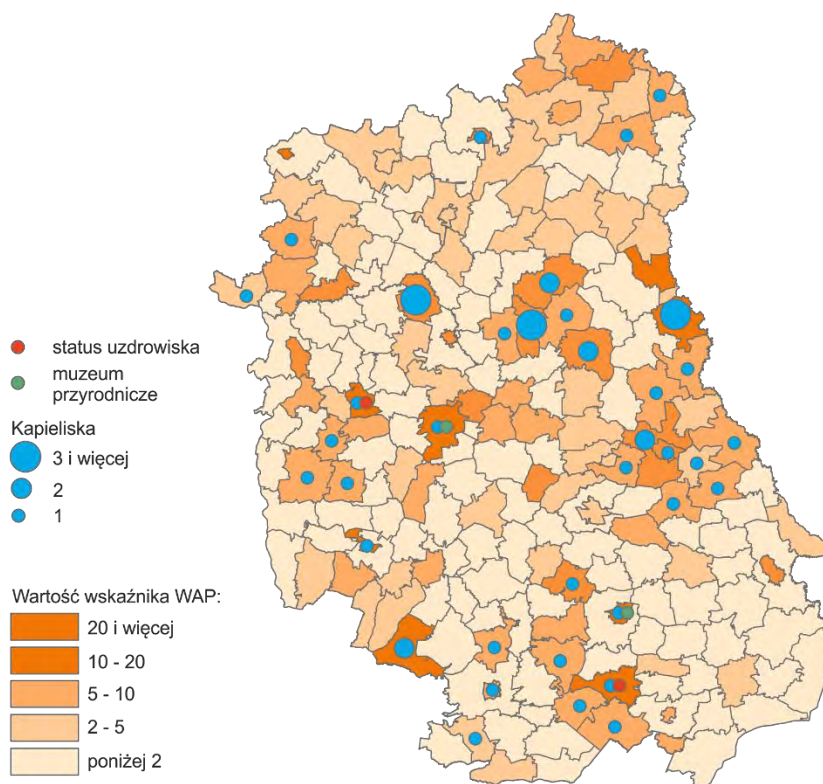 status uzdrowiska
muzeum
przyrodnicze
Kapieliska
3 i więcej
2
1
Wartość wskaźnika WAP:
20 i więcej
10 - 20
5 - 10
2 - 5
poniżej 2